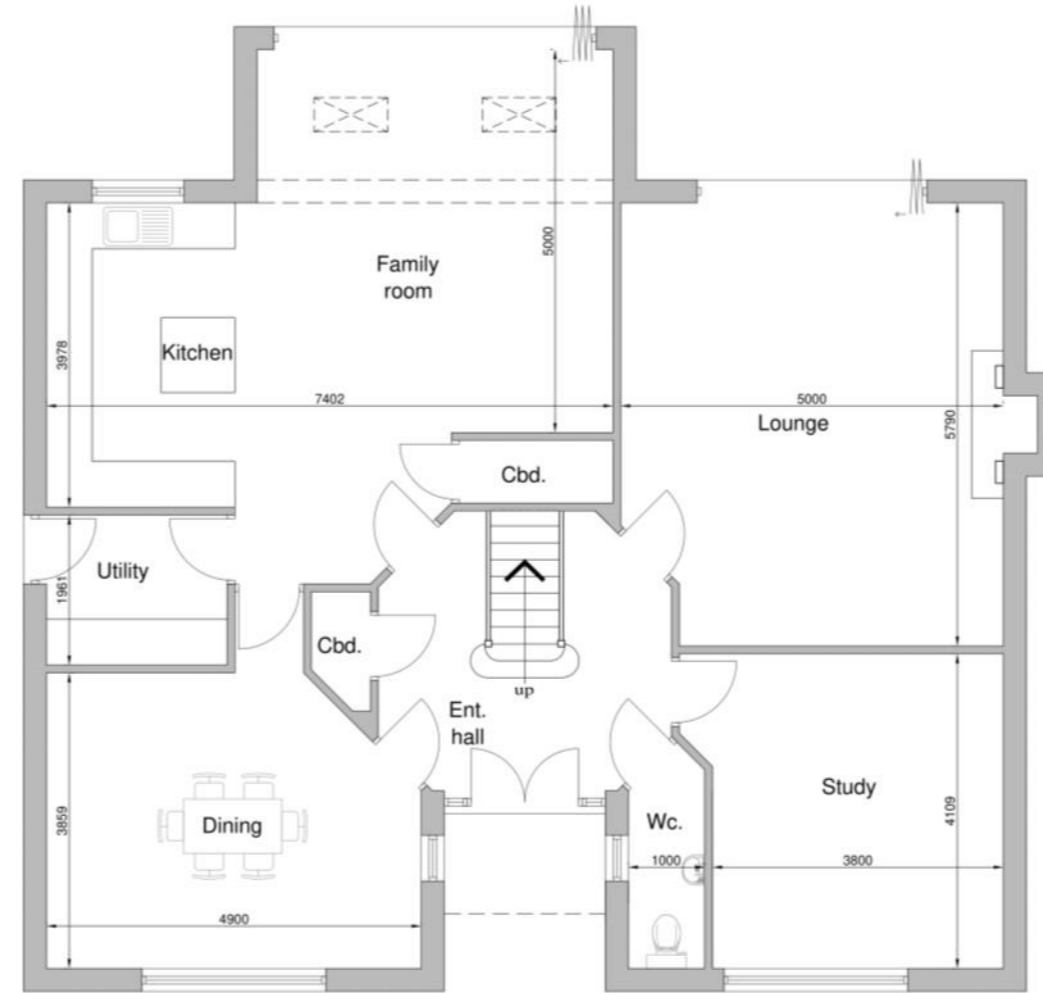 5000
Family
room
3978
Kitchen
7402
5000
Lounge
5790
Cbd.
Utility
1961
Cbd.
up
Ent.
hall
3859
Dining
Wc.
Study
4109
1000
3800
4900